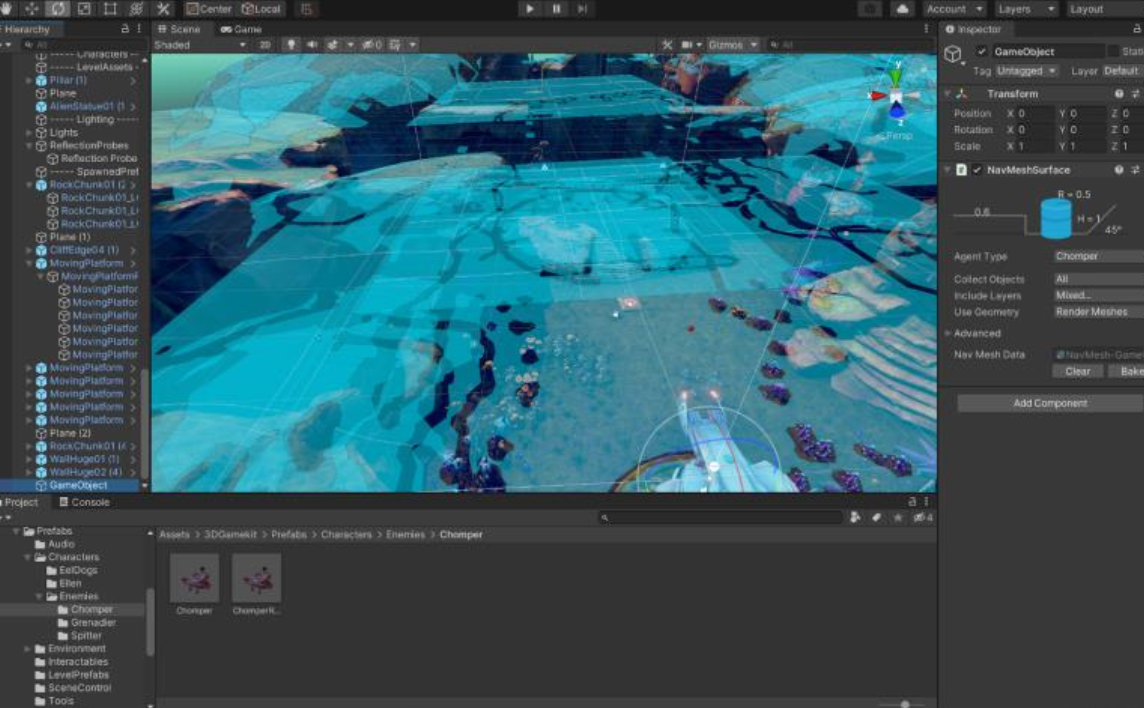 Center Local Account Layers Layout
Hierarchy Scene Game Inspector
Shaded 2D Gizmos All
All
------ Characters ---
------ LevelAssets -
Pillar (1)
Plane
AlienStatue01 (1
------ Lighting ----
Lights
ReflectionProbes
Reflection Probe
------ SpawnedPref
RockChunk01 (2
RockChunk01_L
RockChunk01_L
RockChunk01_L
Plane (1)
CliffEdge04 (1)
MovingPlatform
MovingPlatformP
MovingPlatfor
MovingPlatfor
MovingPlatfor
MovingPlatfor
MovingPlatfor
MovingPlatfor
MovingPlatform
MovingPlatform
MovingPlatform
MovingPlatform
MovingPlatform
Plane (2)
RockChunk01 (4
WallHuge01 (1)
WallHuge02 (4)
GameObject
y
x
z
Persp
GameObject Stati
Tag Untagged Layer Default
Transform
Position X 0 Y 0 Z 0
Rotation X 0 Y 0 Z 0
Scale X 1 Y 1 Z 1
NavMeshSurface
R = 0.5
0.6
H = 1
45°
Agent Type Chomper
Collect Objects All
Include Layers Mixed...
Use Geometry Render Meshes
Advanced
Nav Mesh Data NavMesh-Game
Clear Bake
Add Component
Project Console
4
Prefabs
Audio
Characters
EelDogs
Ellen
Enemies
Chomper
Grenadier
Spitter
Environment
Interactables
LevelPrefabs
SceneControl
Tools
Assets > 3DGamekit > Prefabs > Characters > Enemies > Chomper
Chomper ChomperR...